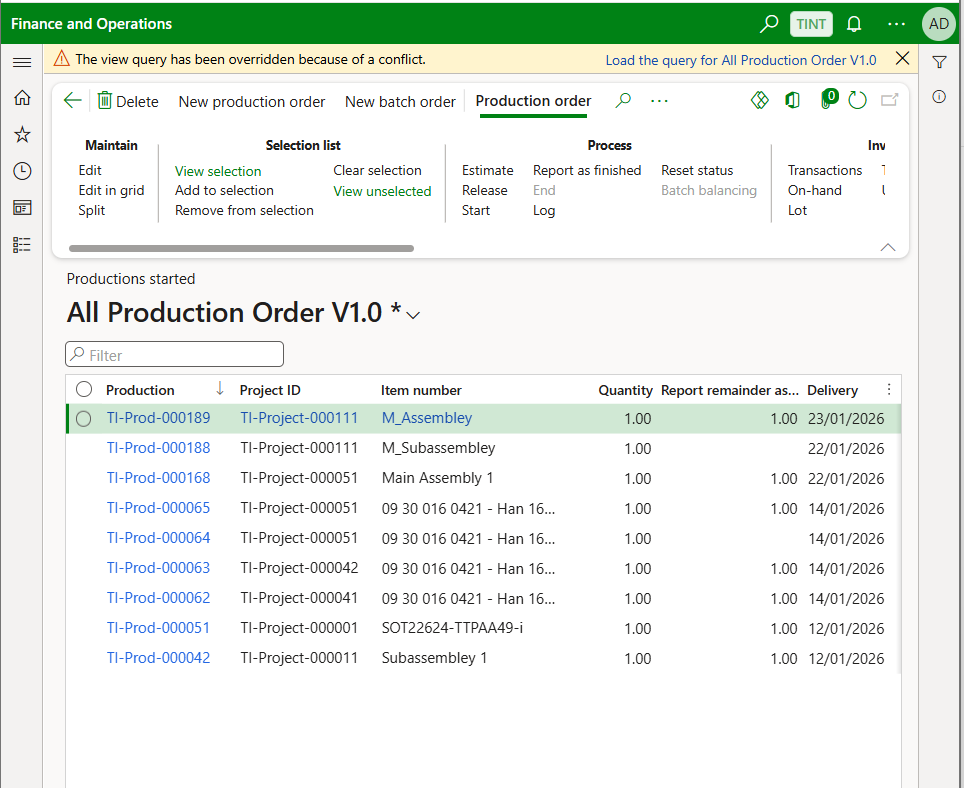 Finance and Operations TINT AD
The view query has been overridden because of a conflict. Load the query for All Production Order V1.0
Delete New production order New batch order Production order 0
Maintain Selection list Process
Edit View selection Clear selection Estimate Report as finished Reset status Transactions
Edit in grid Add to selection View unselected Release End Batch balancing On-hand
Split Remove from selection Start Log Lot
Productions started
All Production Order V1.0 *
Filter
Production Project ID Item number Quantity Report remainder as... Delivery
TI-Prod-000189 TI-Project-000111 M_Assembley 1.00 1.00 23/01/2026
TI-Prod-000188 TI-Project-000111 M_Subassembley 1.00 22/01/2026
TI-Prod-000168 TI-Project-000051 Main Assembly 1 1.00 1.00 22/01/2026
TI-Prod-000065 TI-Project-000051 09 30 016 0421 - Han 16... 1.00 1.00 14/01/2026
TI-Prod-000064 TI-Project-000051 09 30 016 0421 - Han 16... 1.00 14/01/2026
TI-Prod-000063 TI-Project-000042 09 30 016 0421 - Han 16... 1.00 1.00 14/01/2026
TI-Prod-000062 TI-Project-000041 09 30 016 0421 - Han 16... 1.00 1.00 14/01/2026
TI-Prod-000051 TI-Project-000001 SOT22624-TTPAA49-i 1.00 1.00 12/01/2026
TI-Prod-000042 TI-Project-000011 Subassembley 1 1.00 1.00 12/01/2026